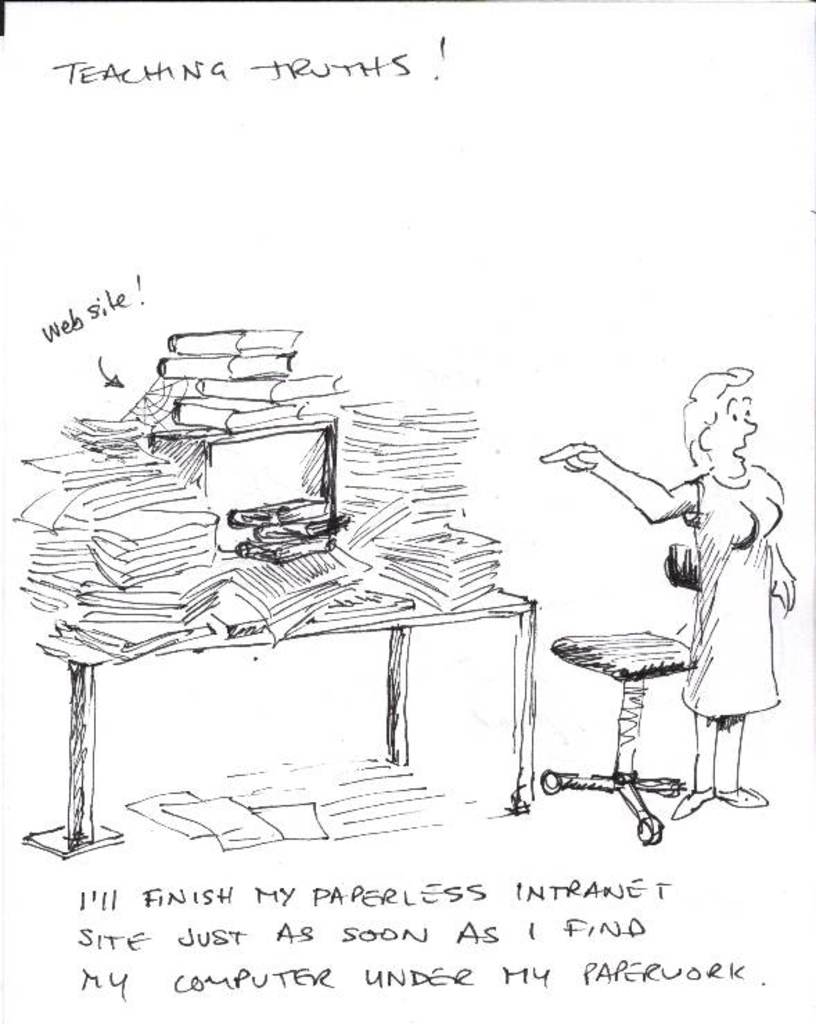 TEACHING TRUTHS!
web site!
I'll FINISH MY PAPERLESS INTRANET
SITE JUST AS SOON AS I FIND
MY COMPUTER UNDER MY PAPERWORK.